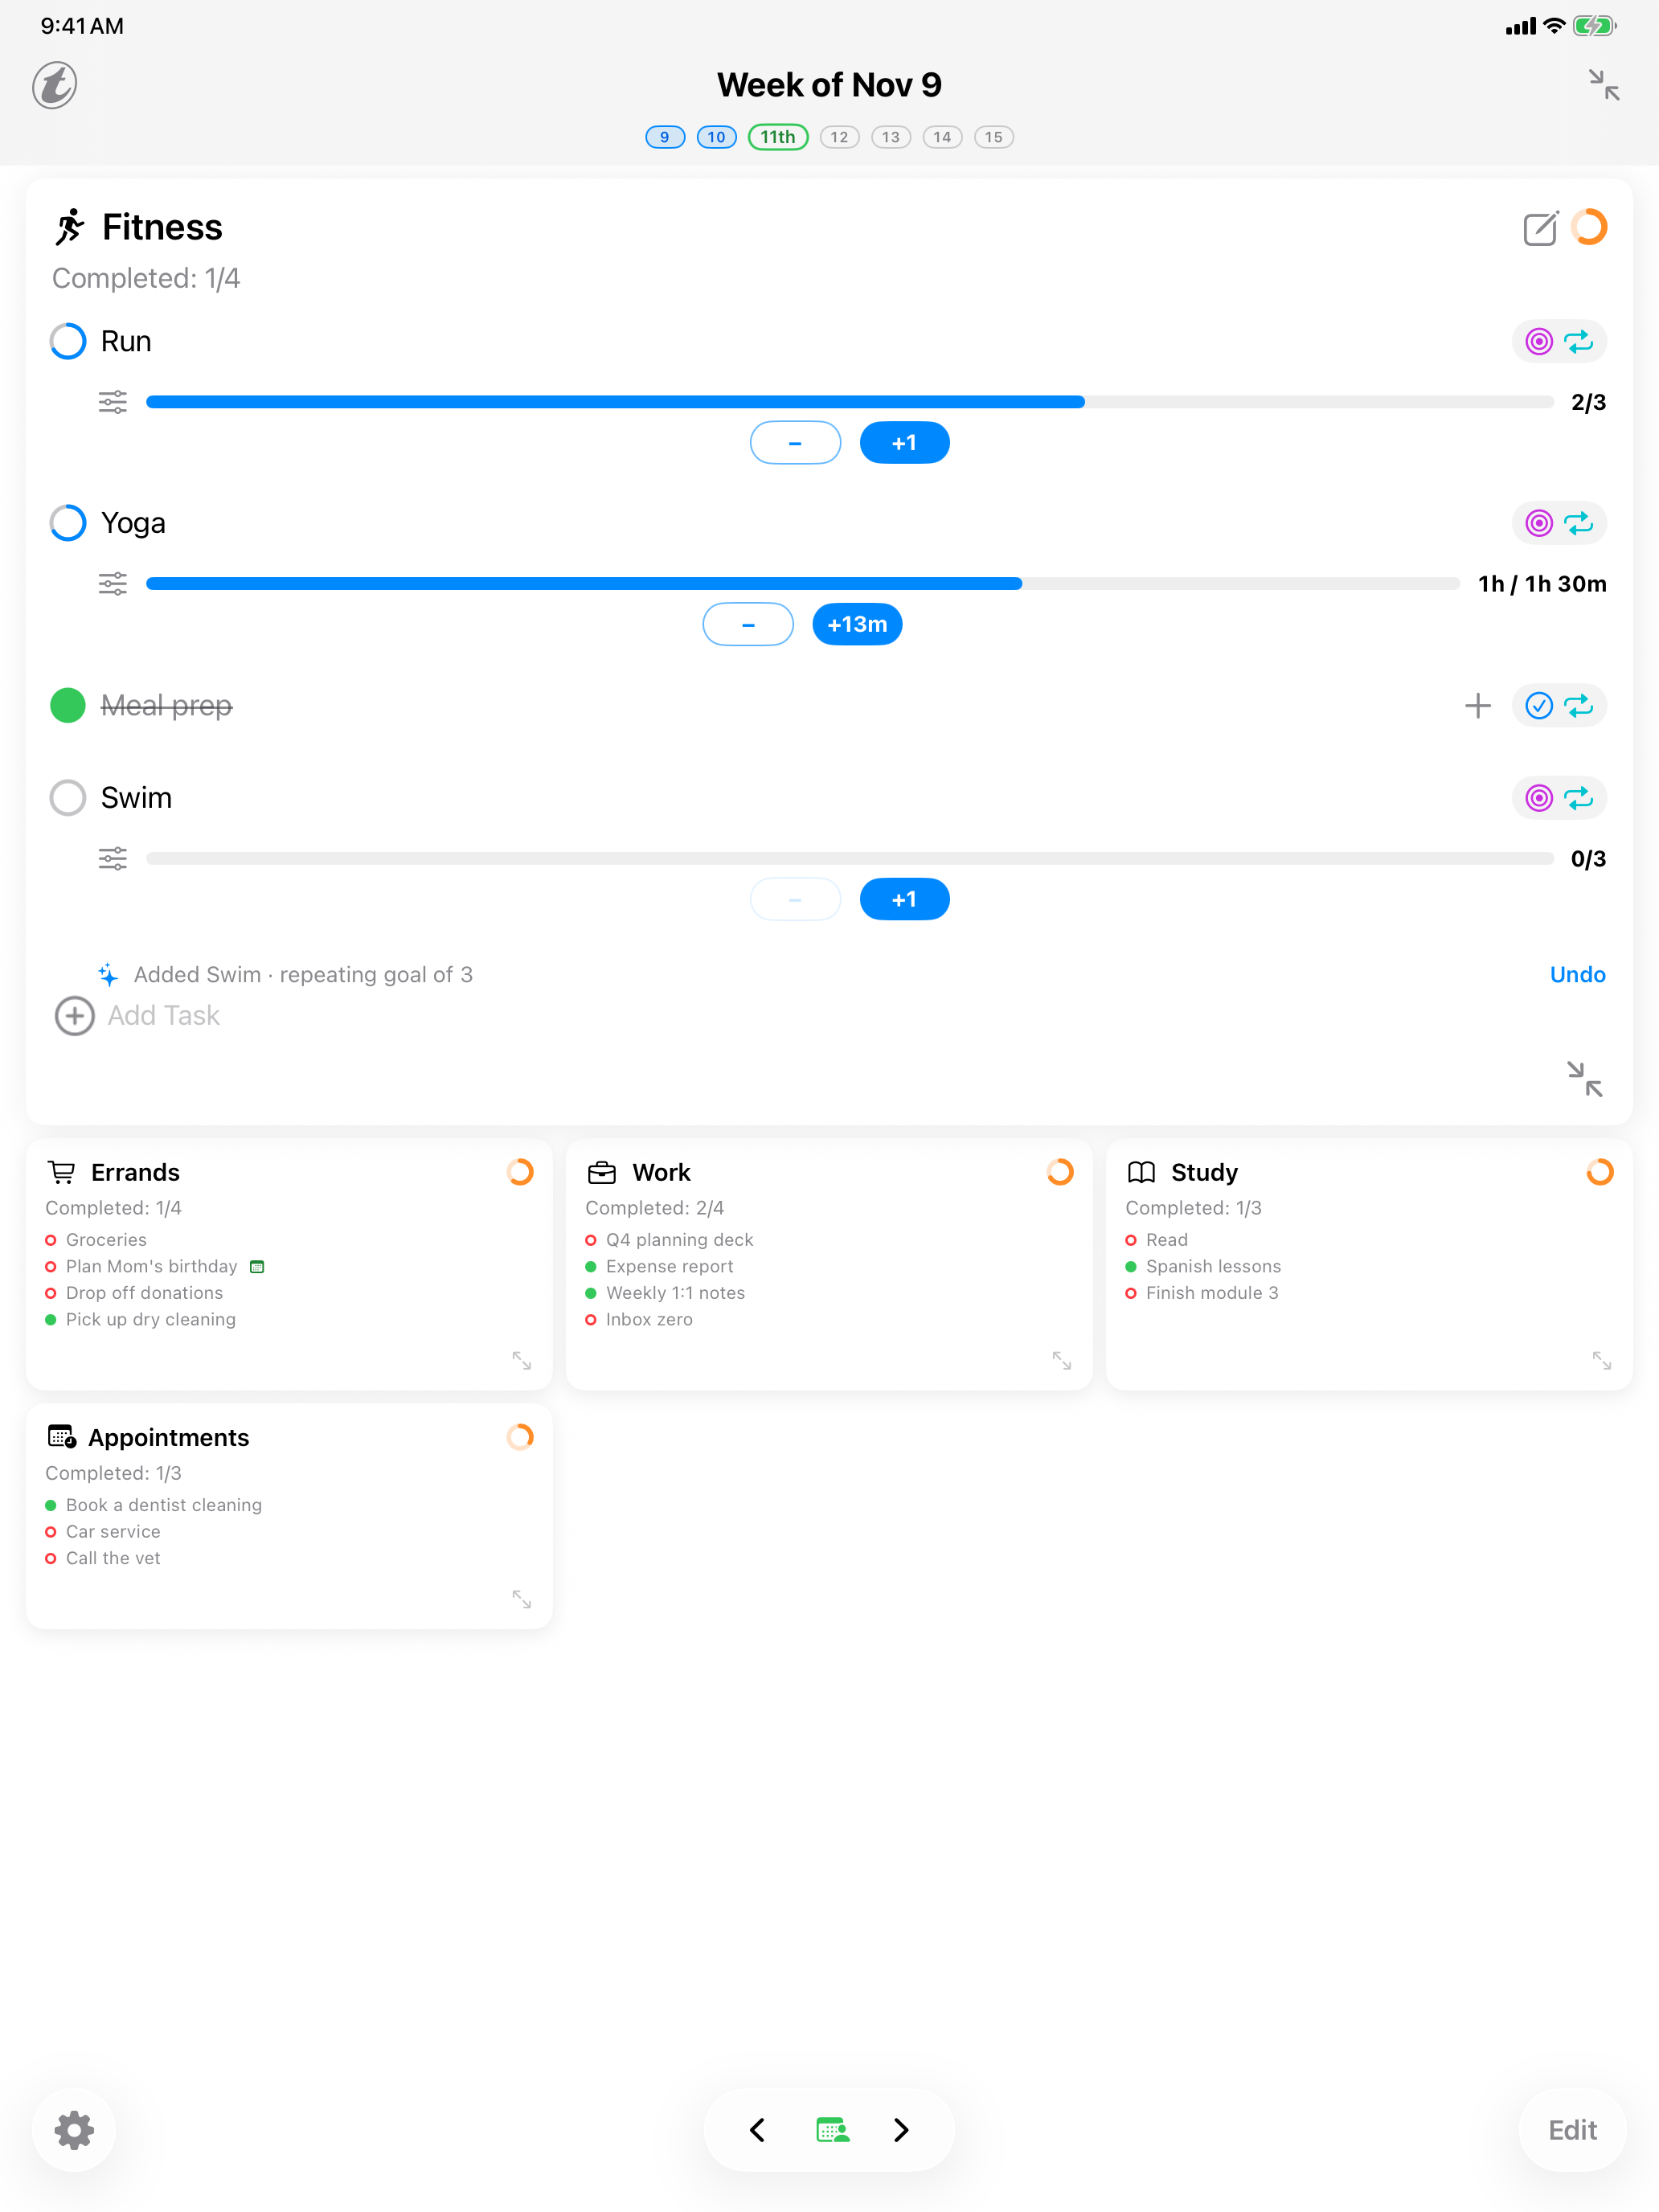 9:41 AM
t
Week of Nov 9
9 10 11th 12 13 14 15
Fitness
Completed: 1/4
Run
2/3
– +1
Yoga
1h / 1h 30m
– +13m
Meal prep
Swim
0/3
– +1
Added Swim · repeating goal of 3
Undo
Add Task
Errands
Completed: 1/4
Groceries
Plan Mom's birthday
Drop off donations
Pick up dry cleaning
Work
Completed: 2/4
Q4 planning deck
Expense report
Weekly 1:1 notes
Inbox zero
Study
Completed: 1/3
Read
Spanish lessons
Finish module 3
Appointments
Completed: 1/3
Book a dentist cleaning
Car service
Call the vet
Edit